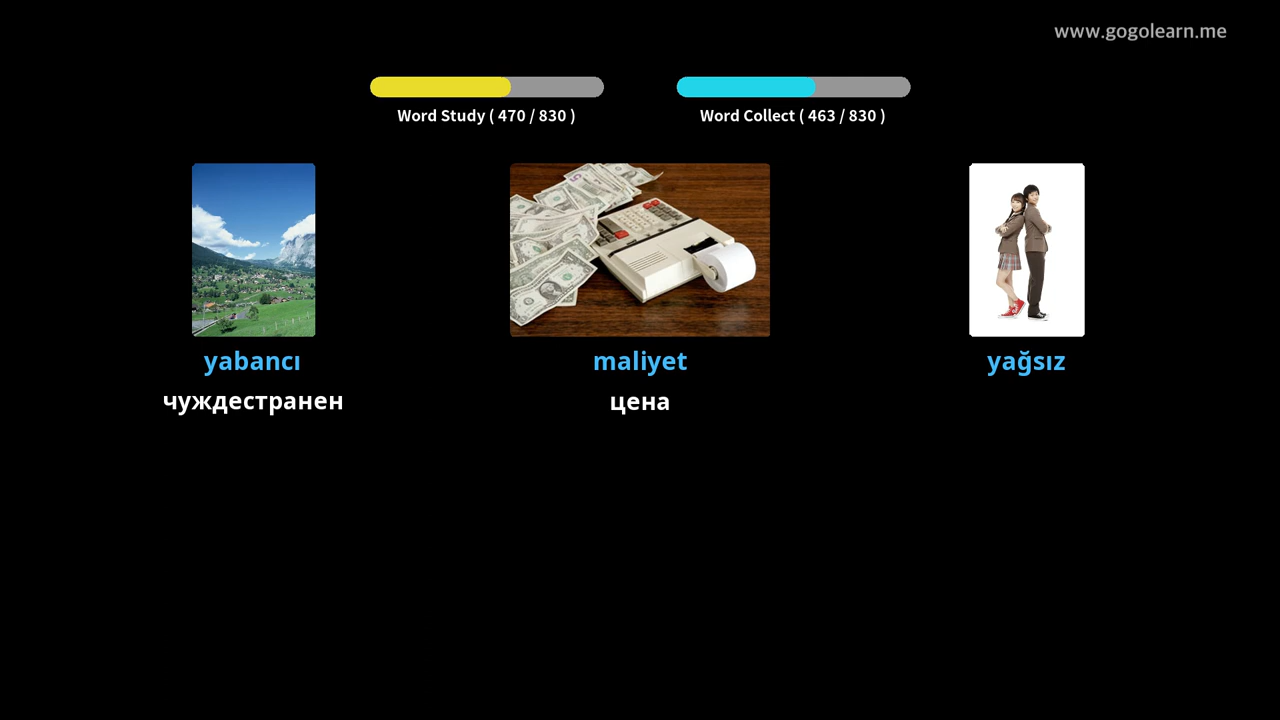 www.gogolearn.me
Word Study ( 470 / 830 )
Word Collect ( 463 / 830 )
yabancı
maliyet
yağsız
чуждестранен
цена